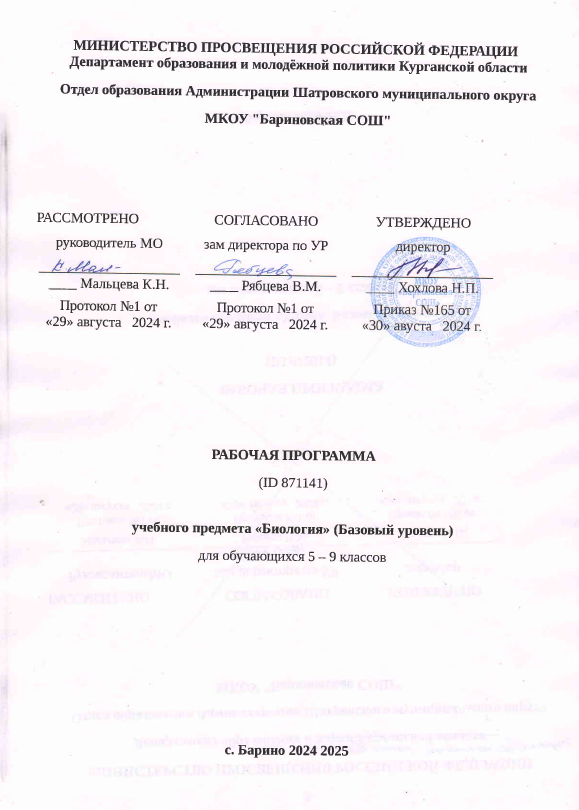 МИНИСТЕРСТВО ПРОСВЕЩЕНИЯ РОССИЙСКОЙ ФЕДЕРАЦИИ
Департамент образования и молодёжной политики Курганской области
Отдел образования Администрации Шатровского муниципального округа
МКОУ "Бариновская СОШ"
РАССМОТРЕНО СОГЛАСОВАНО УТВЕРЖДЕНО
руководитель МО зам директора по УР директор
____ Мальцева К.Н. ____ Рябцева В.М. ____ Хохлова Н.П.
Протокол №1 от Протокол №1 от Приказ №165 от
«29» августа 2024 г. «29» августа 2024 г. «30» авуста 2024 г.
МКОУ
СОШ
РАБОЧАЯ ПРОГРАММА
(ID 871141)
учебного предмета «Биология» (Базовый уровень)
для обучающихся 5 – 9 классов
с. Барино 2024 2025